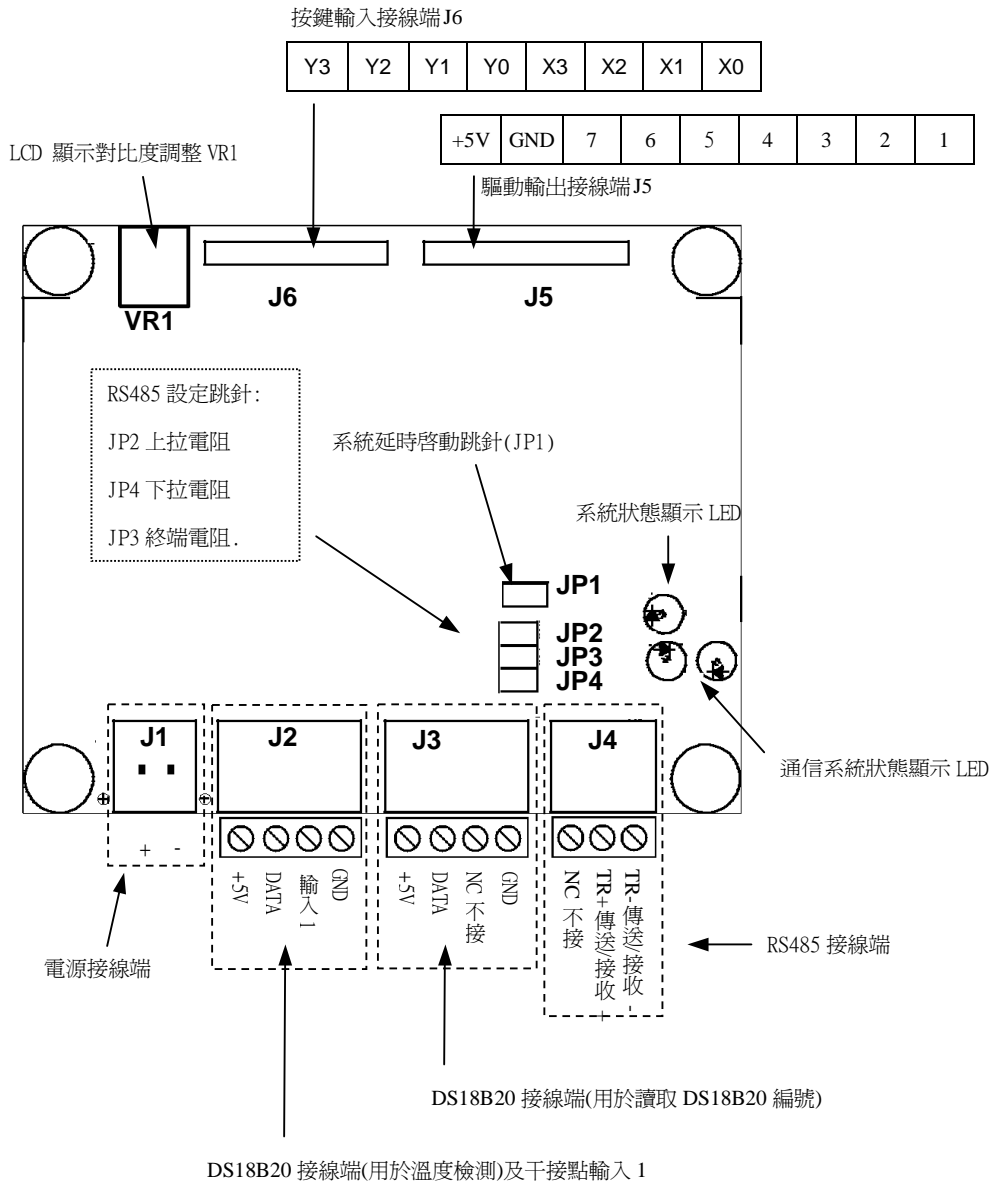 按鍵輸入接線端J6
Y3 Y2 Y1 Y0 X3 X2 X1 X0
+5V GND 7 6 5 4 3 2 1
LCD 顯示對比度調整 VR1
驅動輸出接線端J5
J6
J5
VR1
RS485 設定跳針:
JP2 上拉電阻
JP4 下拉電阻
JP3 終端電阻.
系統延時啓動跳針(JP1)
系統狀態顯示 LED
JP1
JP2
JP3
JP4
J1
J2
J3
J4
通信系統狀態顯示 LED
+ -
+5V
DATA
輸入 1
GND
+5V
DATA
NC 不接
GND
NC 不接
TR+傳送/接收 +
TR-傳送/接收 -
電源接線端
RS485 接線端
DS18B20 接線端(用於讀取 DS18B20 編號)
DS18B20 接線端(用於溫度檢測)及干接點輸入 1